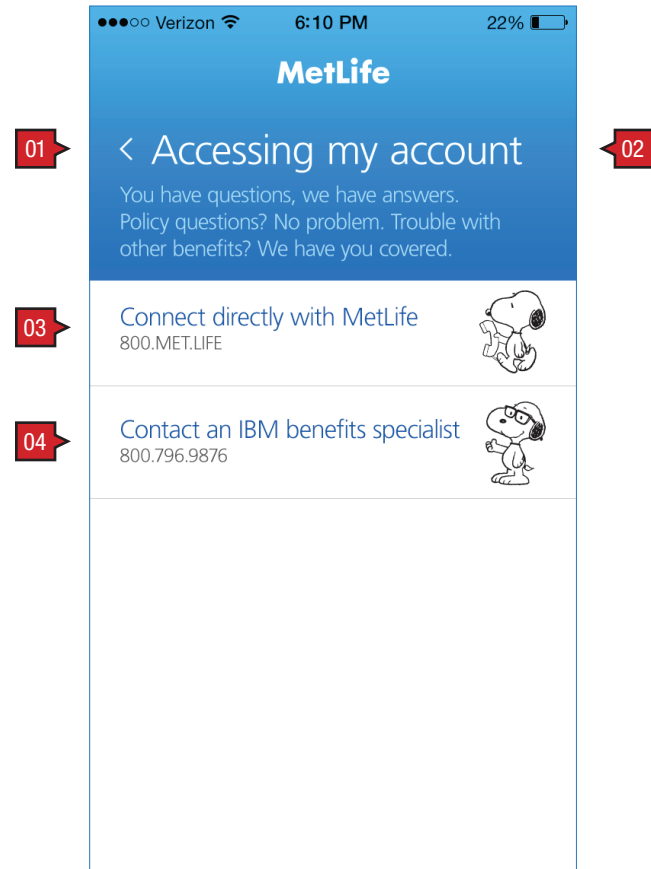 Verizon 6:10 PM 22%
MetLife
01
< Accessing my account
02
You have questions, we have answers.
Policy questions? No problem. Trouble with
other benefits? We have you covered.
03
Connect directly with MetLife
800.MET.LIFE
04
Contact an IBM benefits specialist
800.796.9876